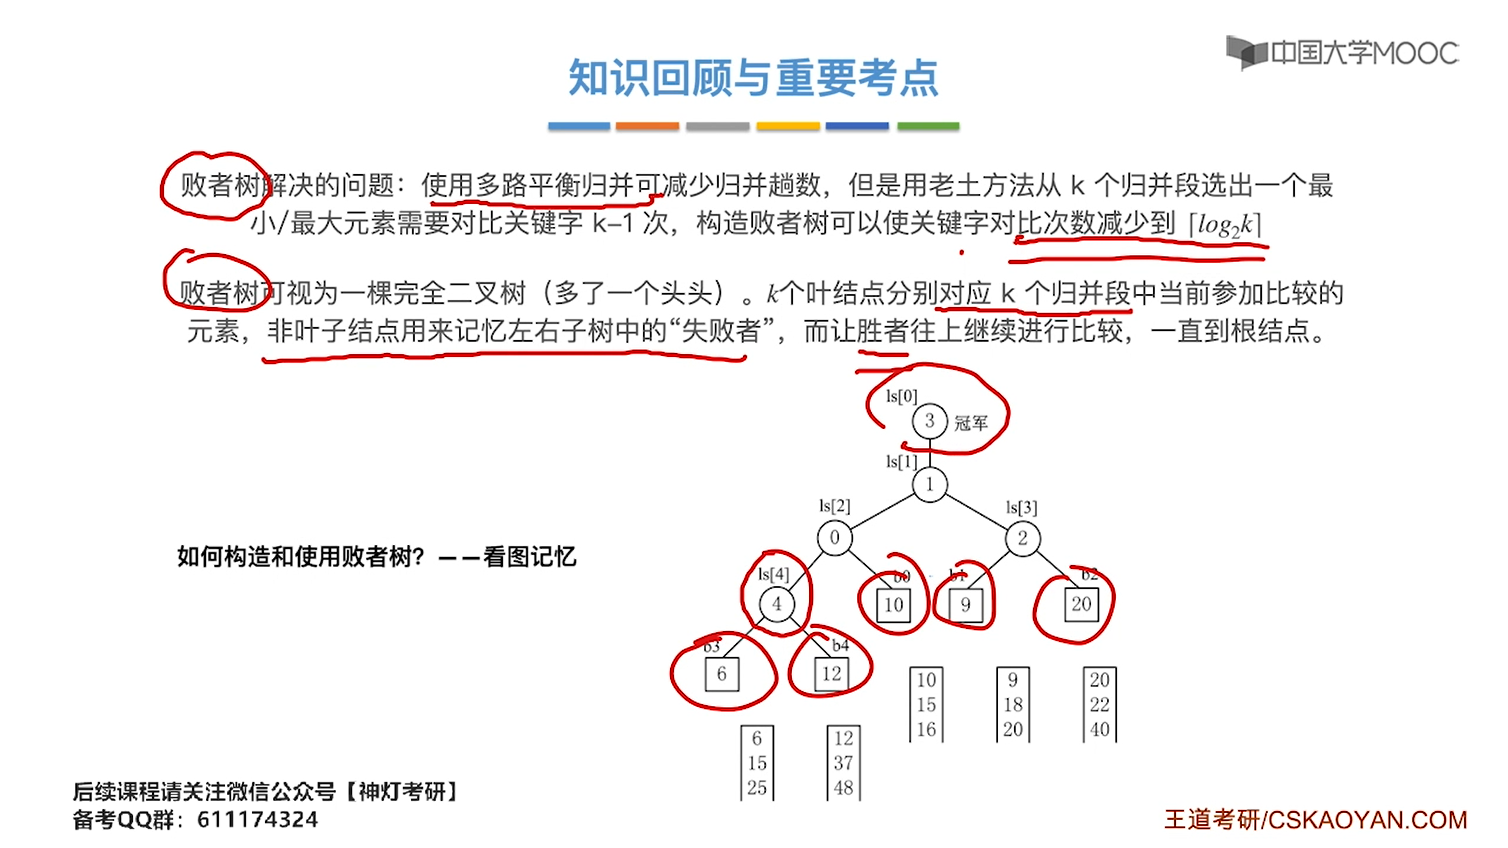 中国大学MOOC
知识回顾与重要考点
败者树解决的问题：使用多路平衡归并可减少归并趟数，但是用老土方法从 k 个归并段选出一个最
小/最大元素需要对比关键字 k–1 次，构造败者树可以使关键字对比次数减少到 ⌈log₂k⌉
败者树可视为一棵完全二叉树（多了一个头头）。k个叶结点分别对应 k 个归并段中当前参加比较的
元素，非叶子结点用来记忆左右子树中的“失败者”，而让胜者往上继续进行比较，一直到根结点。
ls[0]
3 冠军
ls[1]
1
ls[2] ls[3]
0 2
如何构造和使用败者树？——看图记忆
ls[4] b0 b1 b2
4 10 9 20
b3 b4
6 12
10 9 20
15 18 22
16 20 40
6 12
15 37
25 48
后续课程请关注微信公众号【神灯考研】
备考QQ群：611174324
王道考研/CSKAOYAN.COM